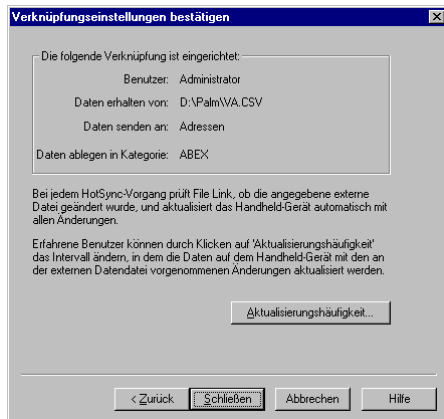 Verknüpfungseinstellungen bestätigen
Die folgende Verknüpfung ist eingerichtet:
Benutzer: Administrator
Daten erhalten von: D:\Palm\VA.CSV
Daten senden an: Adressen
Daten ablegen in Kategorie: ABEX
Bei jedem HotSync-Vorgang prüft File Link, ob die angegebene externe
Datei geändert wurde, und aktualisiert das Handheld-Gerät automatisch mit
allen Änderungen.
Erfahrene Benutzer können durch Klicken auf 'Aktualisierungshäufigkeit'
das Intervall ändern, in dem die Daten auf dem Handheld-Gerät mit den an
der externen Datendatei vorgenommenen Änderungen aktualisiert werden.
Aktualisierungshäufigkeit...
< Zurück Schließen Abbrechen Hilfe